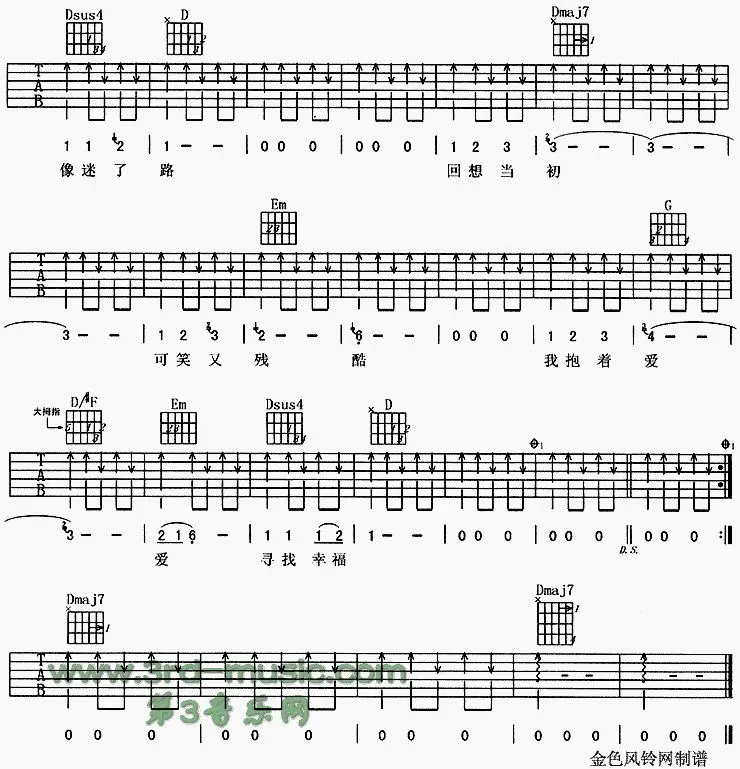 Dsus4 D Dmaj7
T A B
1 1 2 | 1 - - | 0 0 0 | 0 0 0 | 1 2 3 | 3 - - | 3 - - |
像 迷 了 路 回 想 当 初
Em G
T A B
3 - - | 1 2 3 | 2 - - | 6 - - | 0 0 0 | 1 2 3 | 4 - - |
可 笑 又 残 酷 我 抱 着 爱
D/#F Em Dsus4 D
大拇指
T A B
3 - - | 2 1 6 - | 1 1 1 2 | 1 - - | 0 0 0 | 0 0 0 || 0 0 0 :||
爱 寻 找 幸 福 D.S.
Dmaj7 Dmaj7
T A B
www.3rd-music.com
第3音乐网
0 0 0 | 0 0 0 | 0 0 0 | 0 0 0 | 0 0 0 | 0 0 0 ||
金色风铃网制谱